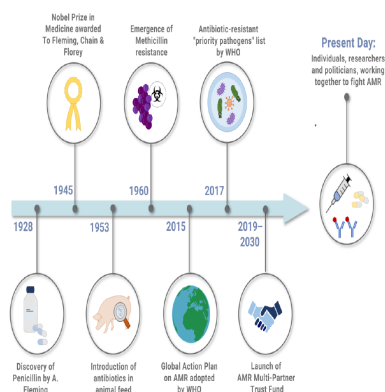 Nobel Prize in
Medicine awarded
To Fleming, Chain &
Florey
Emergence of
Methicillin
resistance
Antibiotic-resistant
"priority pathogens" list
by WHO
Present Day:
Individuals, researchers
and politicians, working
together to fight AMR
1945
1960
2017
1928
1953
2015
2019–
2030
Discovery of
Penicillin by A.
Fleming
Introduction of
antibiotics in
animal feed
Global Action Plan
on AMR adopted
by WHO
Launch of
AMR Multi-Partner
Trust Fund